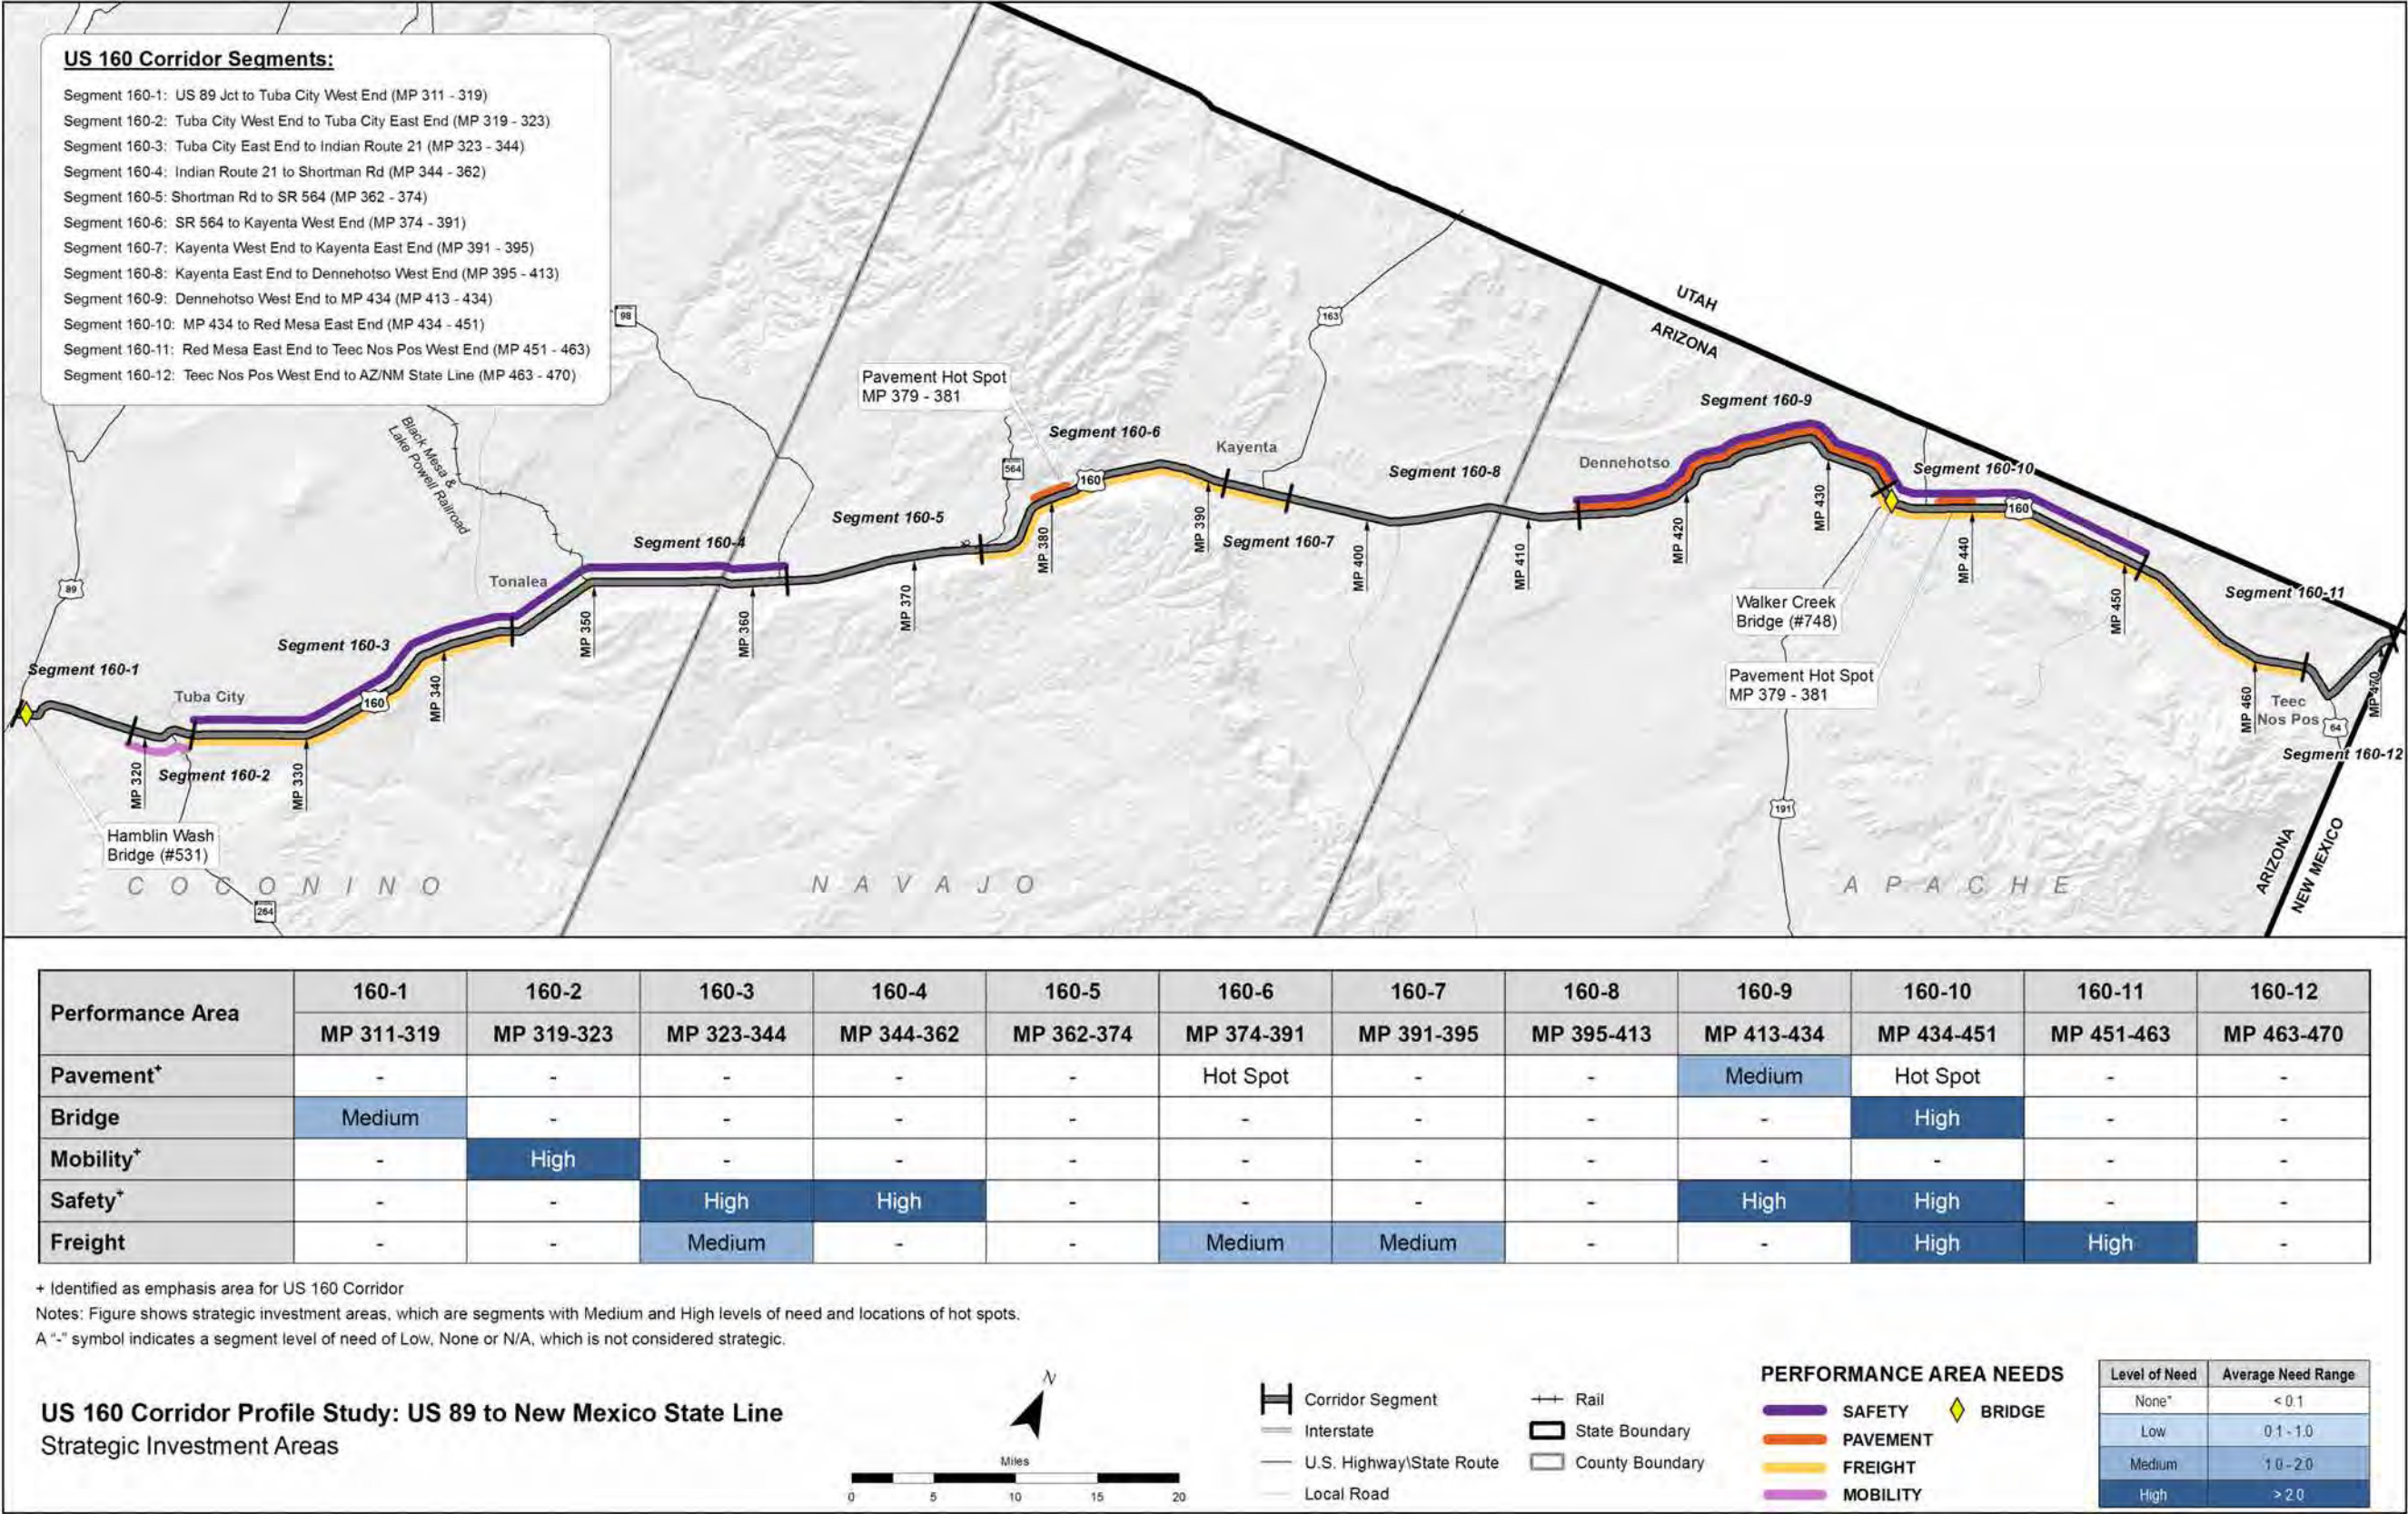 US 160 Corridor Segments:
Segment 160-1: US 89 Jct to Tuba City West End (MP 311 - 319)
Segment 160-2: Tuba City West End to Tuba City East End (MP 319 - 323)
Segment 160-3: Tuba City East End to Indian Route 21 (MP 323 - 344)
Segment 160-4: Indian Route 21 to Shortman Rd (MP 344 - 362)
Segment 160-5: Shortman Rd to SR 564 (MP 362 - 374)
Segment 160-6: SR 564 to Kayenta West End (MP 374 - 391)
Segment 160-7: Kayenta West End to Kayenta East End (MP 391 - 395)
Segment 160-8: Kayenta East End to Dennehotso West End (MP 395 - 413)
Segment 160-9: Dennehotso West End to MP 434 (MP 413 - 434)
Segment 160-10: MP 434 to Red Mesa East End (MP 434 - 451)
Segment 160-11: Red Mesa East End to Teec Nos Pos West End (MP 451 - 463)
Segment 160-12: Teec Nos Pos West End to AZ/NM State Line (MP 463 - 470)
98
163
UTAH
ARIZONA
Pavement Hot Spot
MP 379 - 381
Black Mesa &
Lake Powell Railroad
Segment 160-9
Segment 160-6
Kayenta
564
160
Segment 160-8
Dennehotso
Segment 160-10
160
Segment 160-5
MP 380
MP 390
Segment 160-7
MP 400
MP 410
MP 420
MP 430
MP 440
Segment 160-4
Tonalea
89
MP 350
MP 360
MP 370
Walker Creek
Bridge (#748)
MP 450
Segment 160-11
Segment 160-3
Segment 160-1
Tuba City
160
MP 340
Pavement Hot Spot
MP 379 - 381
MP 460
Teec
Nos Pos
64
MP 470
Segment 160-12
MP 320
Segment 160-2
MP 330
191
Hamblin Wash
Bridge (#531)
COCONINO
264
NAVAJO
APACHE
ARIZONA
NEW MEXICO
Performance Area 160-1 160-2 160-3 160-4 160-5 160-6 160-7 160-8 160-9 160-10 160-11 160-12
MP 311-319 MP 319-323 MP 323-344 MP 344-362 MP 362-374 MP 374-391 MP 391-395 MP 395-413 MP 413-434 MP 434-451 MP 451-463 MP 463-470
Pavement+ - - - - - Hot Spot - - Medium Hot Spot - -
Bridge Medium - - - - - - - - High - -
Mobility+ - High - - - - - - - - - -
Safety+ - - High High - - - - High High - -
Freight - - Medium - - Medium Medium - - High High -
+ Identified as emphasis area for US 160 Corridor
Notes: Figure shows strategic investment areas, which are segments with Medium and High levels of need and locations of hot spots.
A "-" symbol indicates a segment level of need of Low, None or N/A, which is not considered strategic.
US 160 Corridor Profile Study: US 89 to New Mexico State Line
Strategic Investment Areas
N
Miles
0 5 10 15 20
Corridor Segment
Interstate
U.S. Highway\State Route
Local Road
Rail
State Boundary
County Boundary
PERFORMANCE AREA NEEDS
SAFETY
BRIDGE
PAVEMENT
FREIGHT
MOBILITY
Level of Need Average Need Range
None* < 0.1
Low 0.1 - 1.0
Medium 1.0 - 2.0
High > 2.0